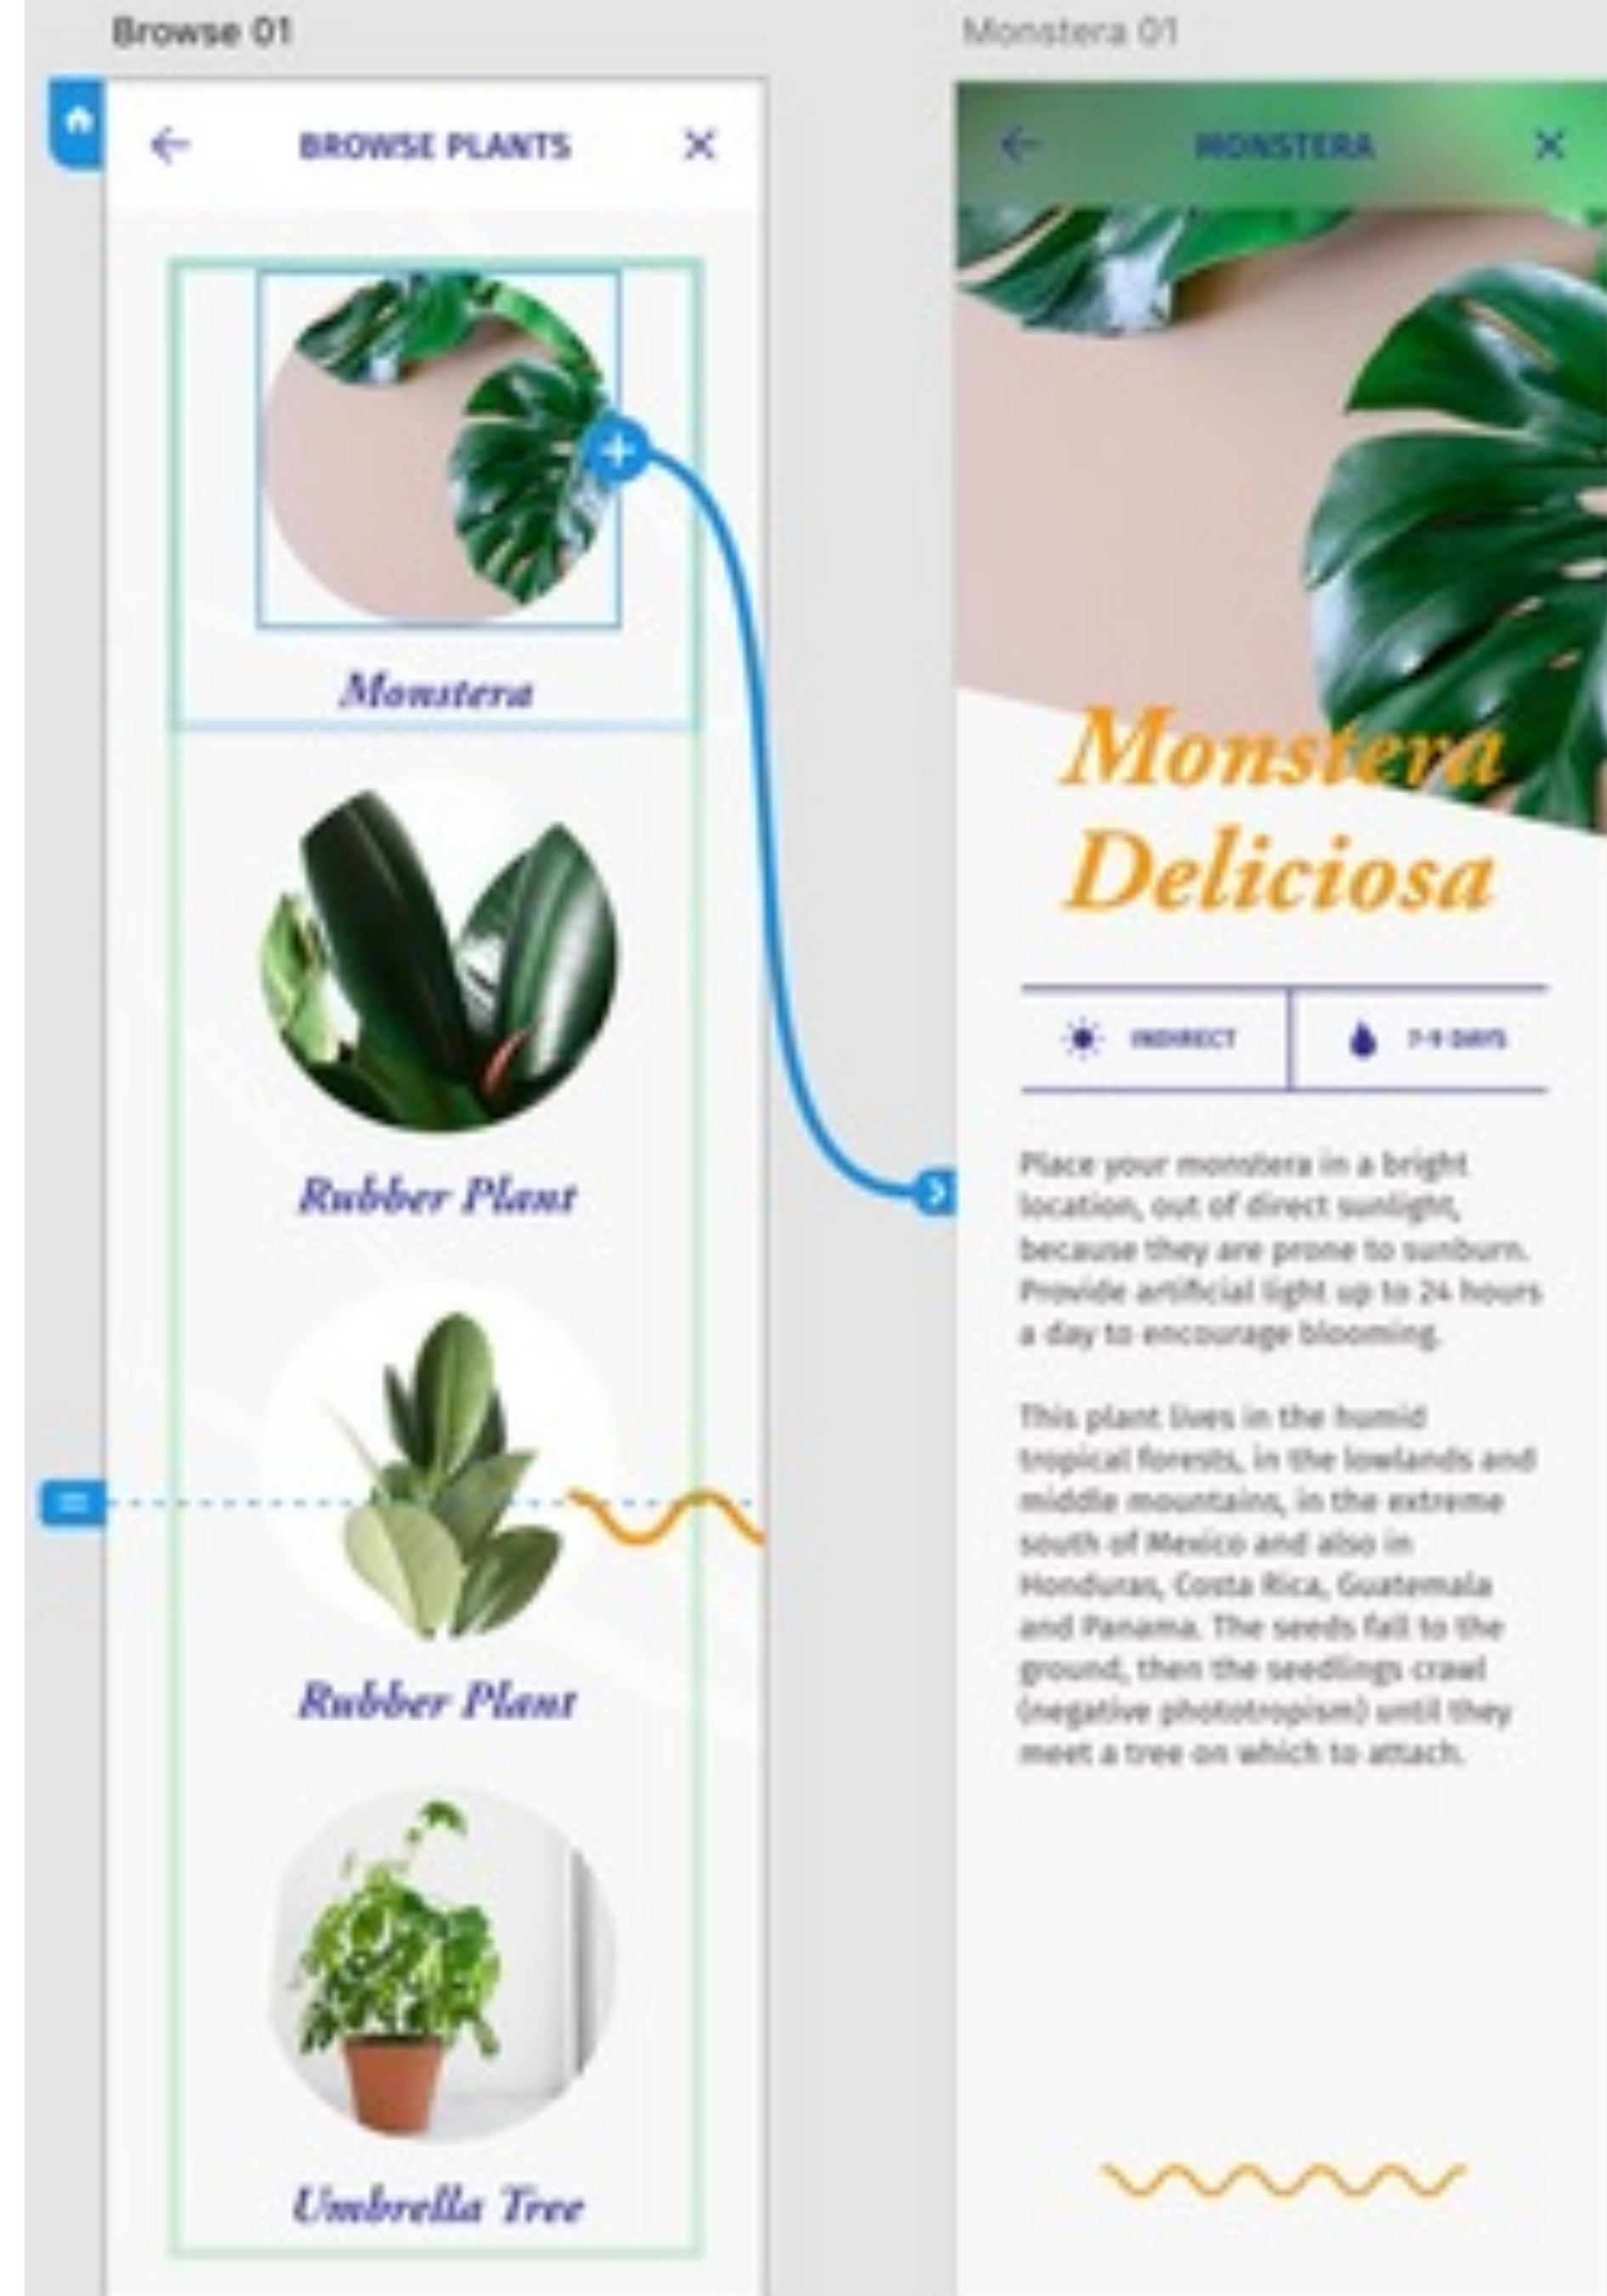 Browse 01
BROWSE PLANTS
Monstera
Rubber Plant
Rubber Plant
Umbrella Tree
Monstera 01
MONSTERA
Monstera
Deliciosa
INDIRECT
7-9 DAYS
Place your monstera in a bright
location, out of direct sunlight,
because they are prone to sunburn.
Provide artificial light up to 24 hours
a day to encourage blooming.
This plant lives in the humid
tropical forests, in the lowlands and
middle mountains, in the extreme
south of Mexico and also in
Honduras, Costa Rica, Guatemala
and Panama. The seeds fall to the
ground, then the seedlings crawl
(negative phototropism) until they
meet a tree on which to attach.